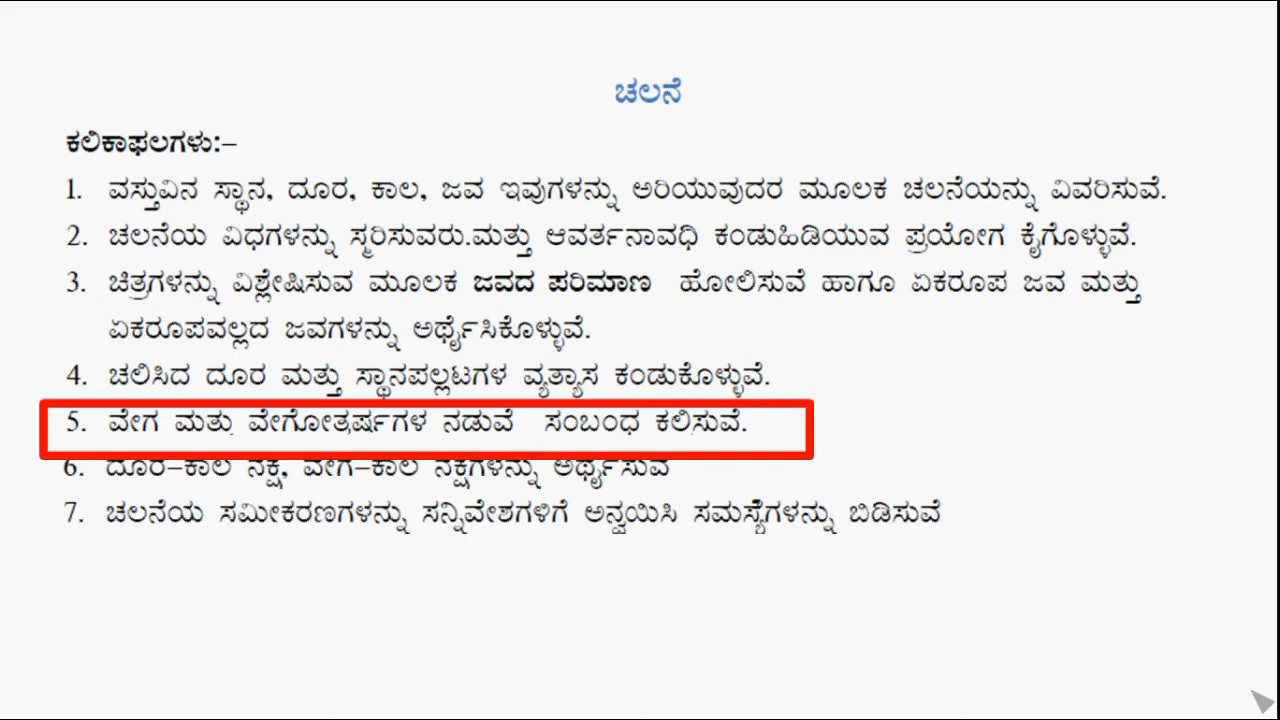 ಚಲನೆ
ಕಲಿಕಾಫಲಗಳು:–
1. ವಸ್ತುವಿನ ಸ್ಥಾನ, ದೂರ, ಕಾಲ, ಜವ ಇವುಗಳನ್ನು ಅರಿಯುವುದರ ಮೂಲಕ ಚಲನೆಯನ್ನು ವಿವರಿಸುವೆ.
2. ಚಲನೆಯ ವಿಧಗಳನ್ನು ಸ್ಮರಿಸುವರು.ಮತ್ತು ಆವರ್ತನಾವಧಿ ಕಂಡುಹಿಡಿಯುವ ಪ್ರಯೋಗ ಕೈಗೊಳ್ಳುವೆ.
3. ಚಿತ್ರಗಳನ್ನು ವಿಶ್ಲೇಷಿಸುವ ಮೂಲಕ ಜವದ ಪರಿಮಾಣ ಹೋಲಿಸುವೆ ಹಾಗೂ ಏಕರೂಪ ಜವ ಮತ್ತು
ಏಕರೂಪವಲ್ಲದ ಜವಗಳನ್ನು ಅರ್ಥೈಸಿಕೊಳ್ಳುವೆ.
4. ಚಲಿಸಿದ ದೂರ ಮತ್ತು ಸ್ಥಾನಪಲ್ಲಟಗಳ ವ್ಯತ್ಯಾಸ ಕಂಡುಕೊಳ್ಳುವೆ.
5. ವೇಗ ಮತ್ತು ವೇಗೋತ್ಕರ್ಷಗಳ ನಡುವೆ ಸಂಬಂಧ ಕಲ್ಪಿಸುವೆ.
6. ದೂರ–ಕಾಲ ನಕ್ಷೆ, ವೇಗ–ಕಾಲ ನಕ್ಷೆಗಳನ್ನು ಅರ್ಥೈಸುವೆ
7. ಚಲನೆಯ ಸಮೀಕರಣಗಳನ್ನು ಸನ್ನಿವೇಶಗಳಿಗೆ ಅನ್ವಯಿಸಿ ಸಮಸ್ಯೆಗಳನ್ನು ಬಿಡಿಸುವೆ